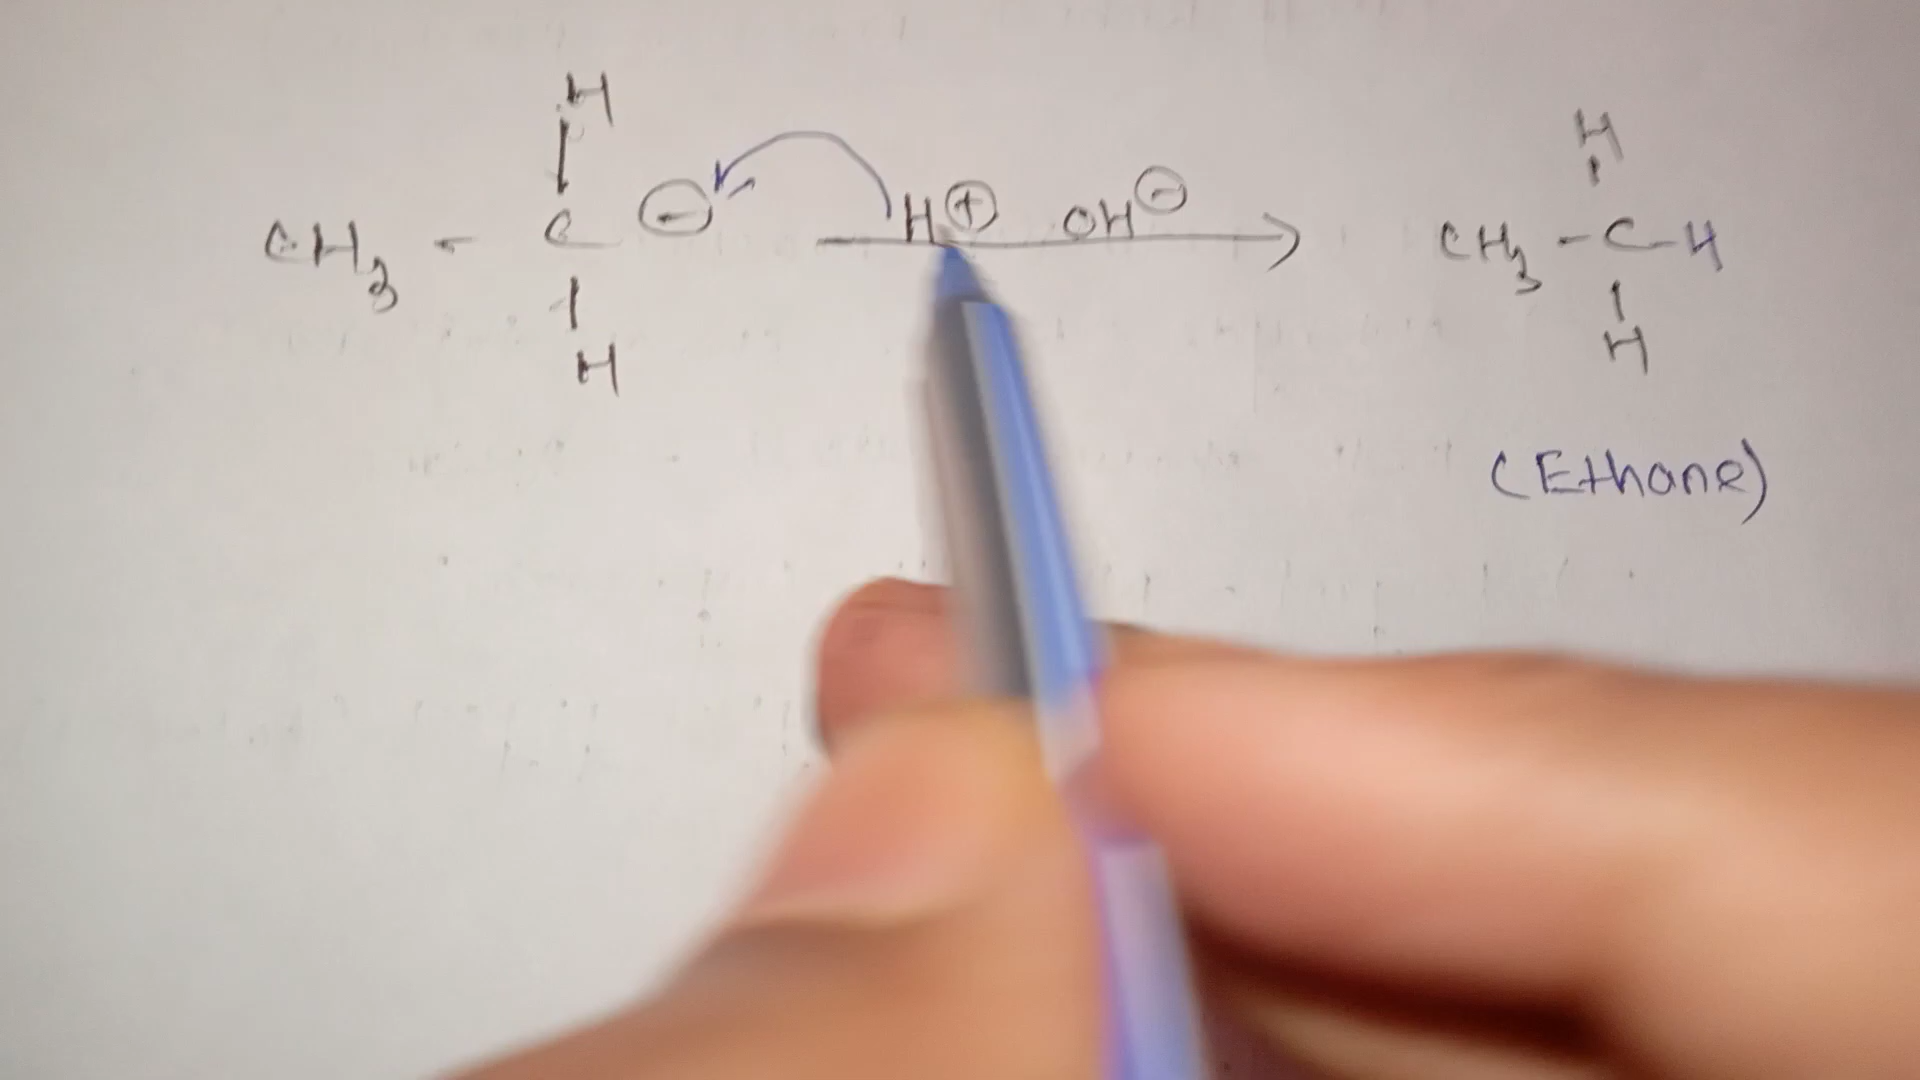 H H
CH3 - C ⊖ H⊕ OH⊖ CH3 - C - H
H H
(Ethane)